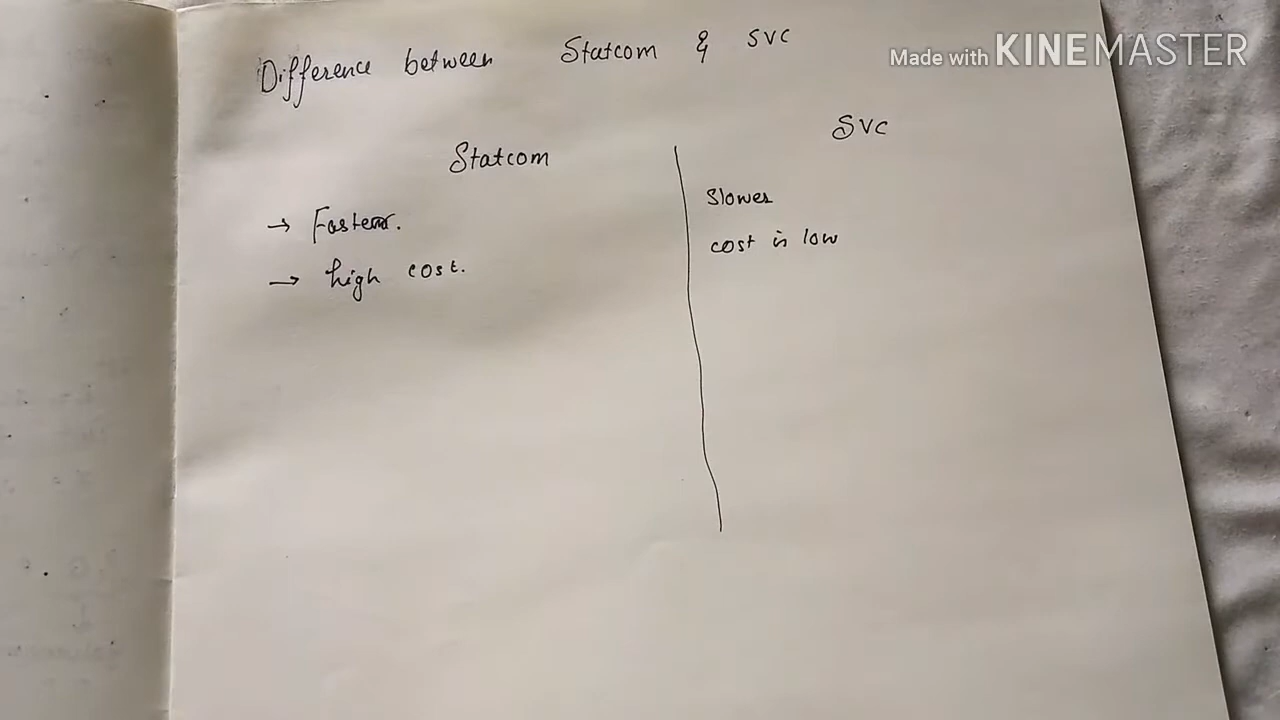 Difference between Statcom & SVC
Made with KINEMASTER
Statcom
SVC
→ Faster.
→ high cost.
Slower
cost is low